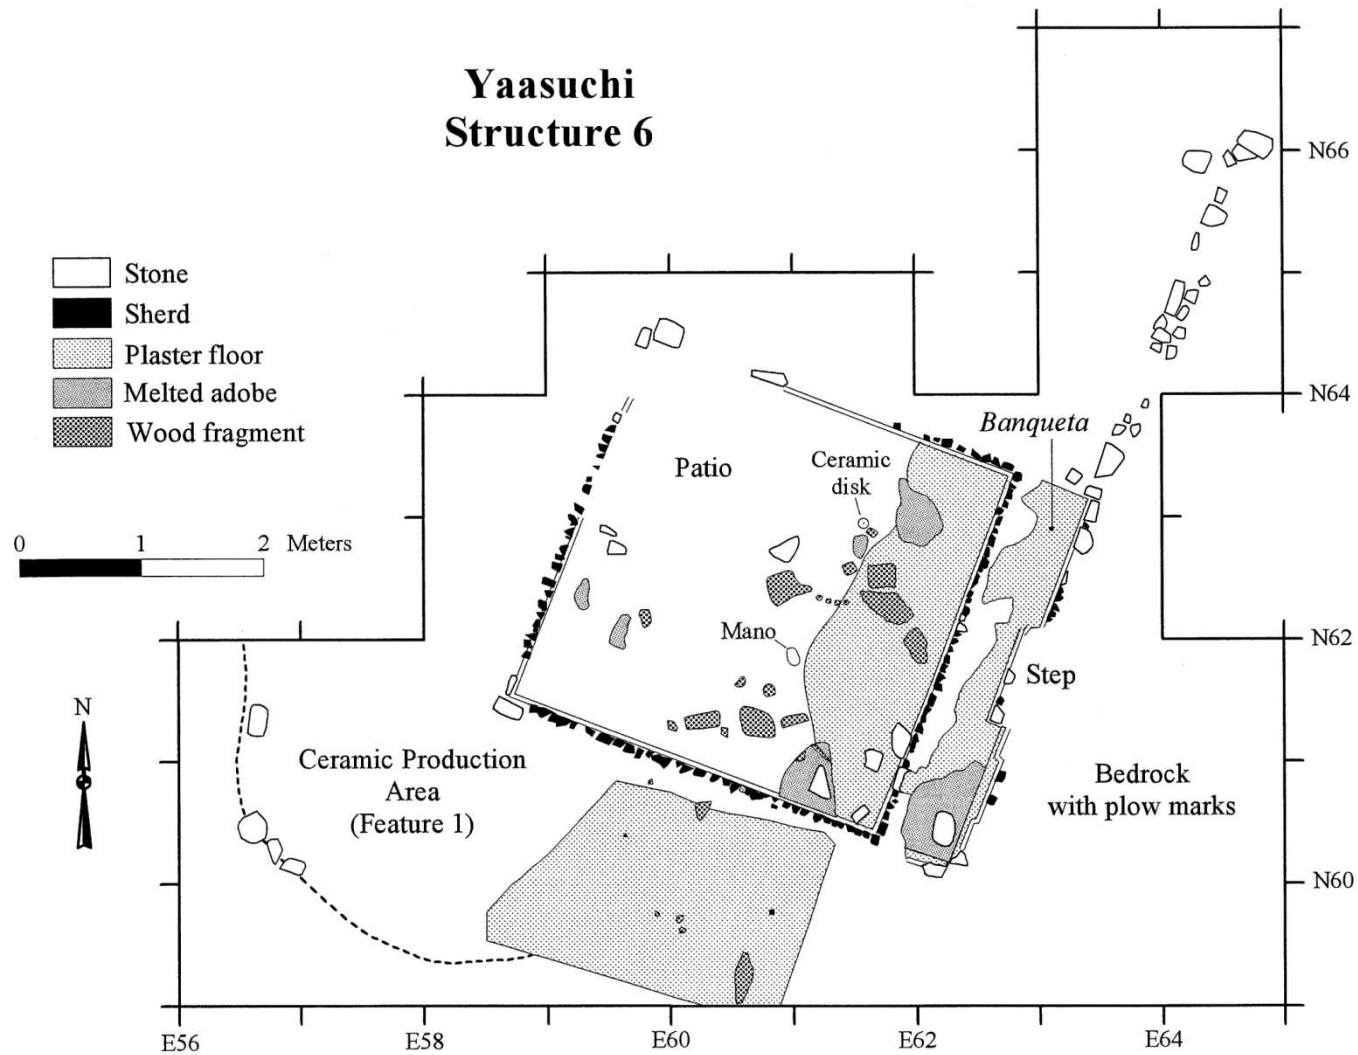 Yaasuchi
Structure 6
Stone
Sherd
Plaster floor
Melted adobe
Wood fragment
0 1 2 Meters
N
Patio
Ceramic
disk
Banqueta
Mano
Step
Ceramic Production
Area
(Feature 1)
Bedrock
with plow marks
N66
N64
N62
N60
E56 E58 E60 E62 E64